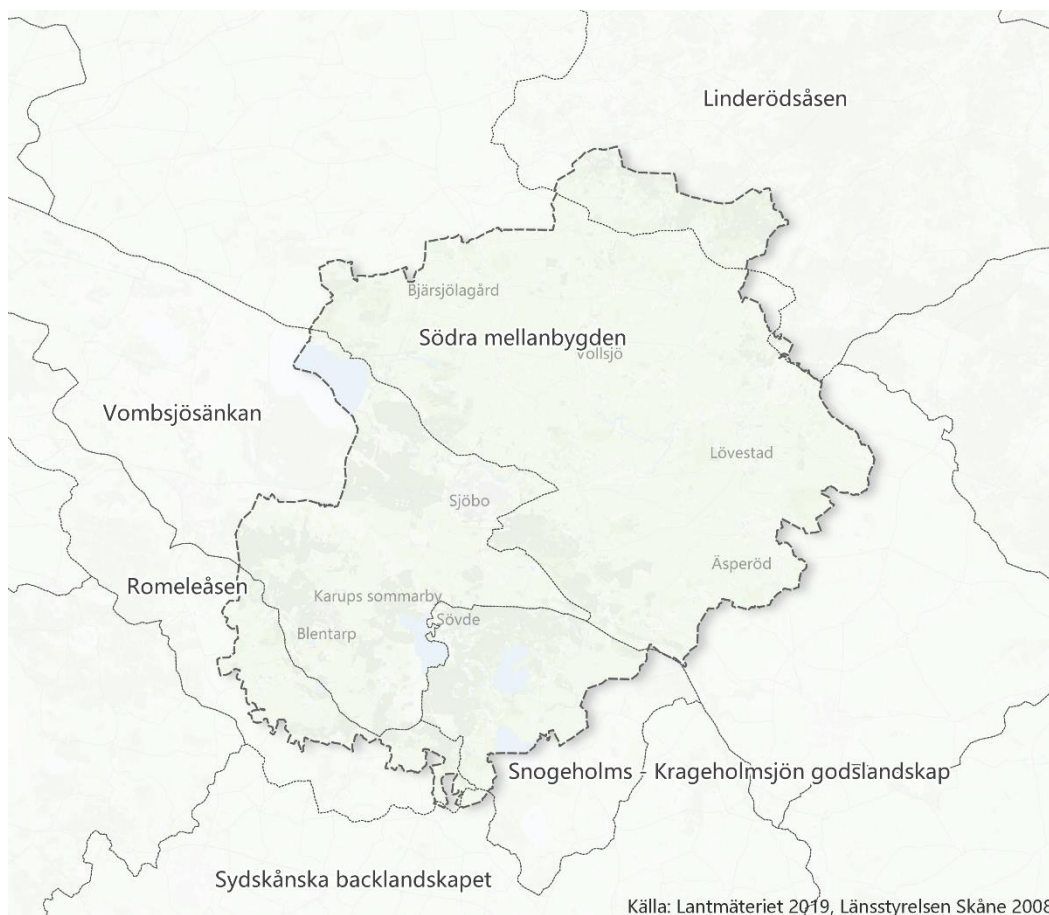 Linderödsåsen
Bjärsjölagård
Södra mellanbygden
Vollsjö
Vombsjösänkan
Lövestad
Sjöbo
Äsperöd
Romeleåsen
Karups sommarby
Sövde
Blentarp
Snogeholms - Krageholmsjön godslandskap
Sydskånska backlandskapet
Källa: Lantmäteriet 2019, Länsstyrelsen Skåne 2008